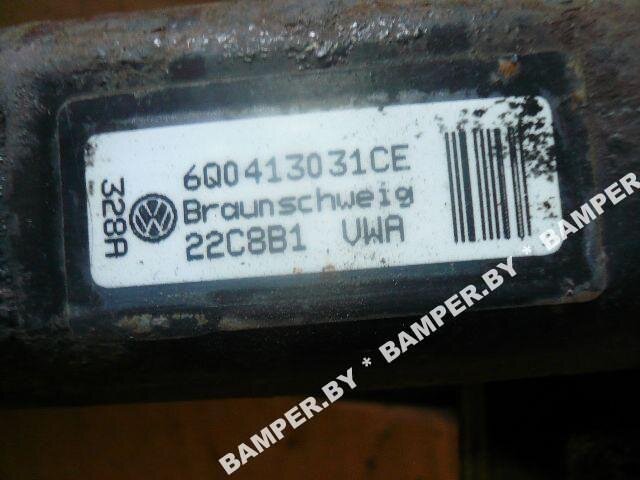 6Q0413031CE
Braunschweig
22C8B1 VWA
328A
BAMPER.BY * BAMPER.BY * BAMPER